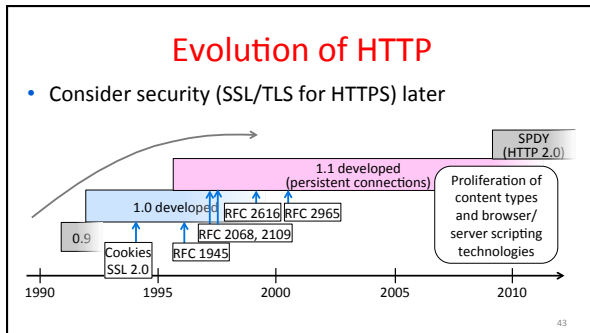 Evolution of HTTP
• Consider security (SSL/TLS for HTTPS) later
SPDY
(HTTP 2.0)
1.1 developed
(persistent connections)
Proliferation of
content types
and browser/
server scripting
technologies
1.0 developed
RFC 2616
RFC 2965
0.9
RFC 2068, 2109
Cookies
SSL 2.0
RFC 1945
1990
1995
2000
2005
2010
43